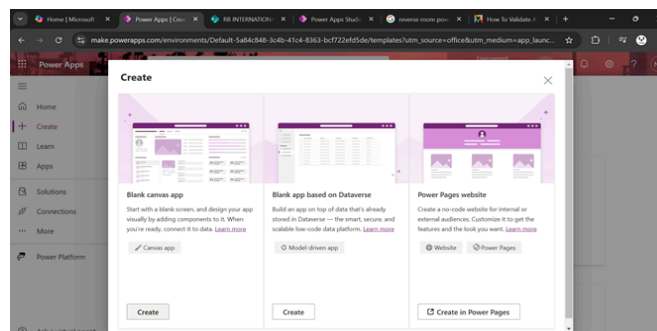 Home | Microsoft
Power Apps | Crea
RR INTERNATION
Power Apps Studi
reverse room pow
How To Validate
make.powerapps.com/environments/Default-5a84c848-3c4b-41c4-8363-bcf722efd5de/templates?utm_source=office&utm_medium=app_launc...
Power Apps
Create
Home
Create
Learn
Apps
Solutions
Connections
More
Power Platform
Blank canvas app
Start with a blank screen, and design your app
visually by adding components to it. When
you're ready, connect it to data. Learn more
Canvas app
Create
Blank app based on Dataverse
Build an app on top of data that's already
stored in Dataverse — the smart, secure, and
scalable low-code data platform. Learn more
Model-driven app
Create
Power Pages website
Create a no-code website for internal or
external audiences. Customize it to get the
features and the look you want. Learn more
Website
Power Pages
Create in Power Pages